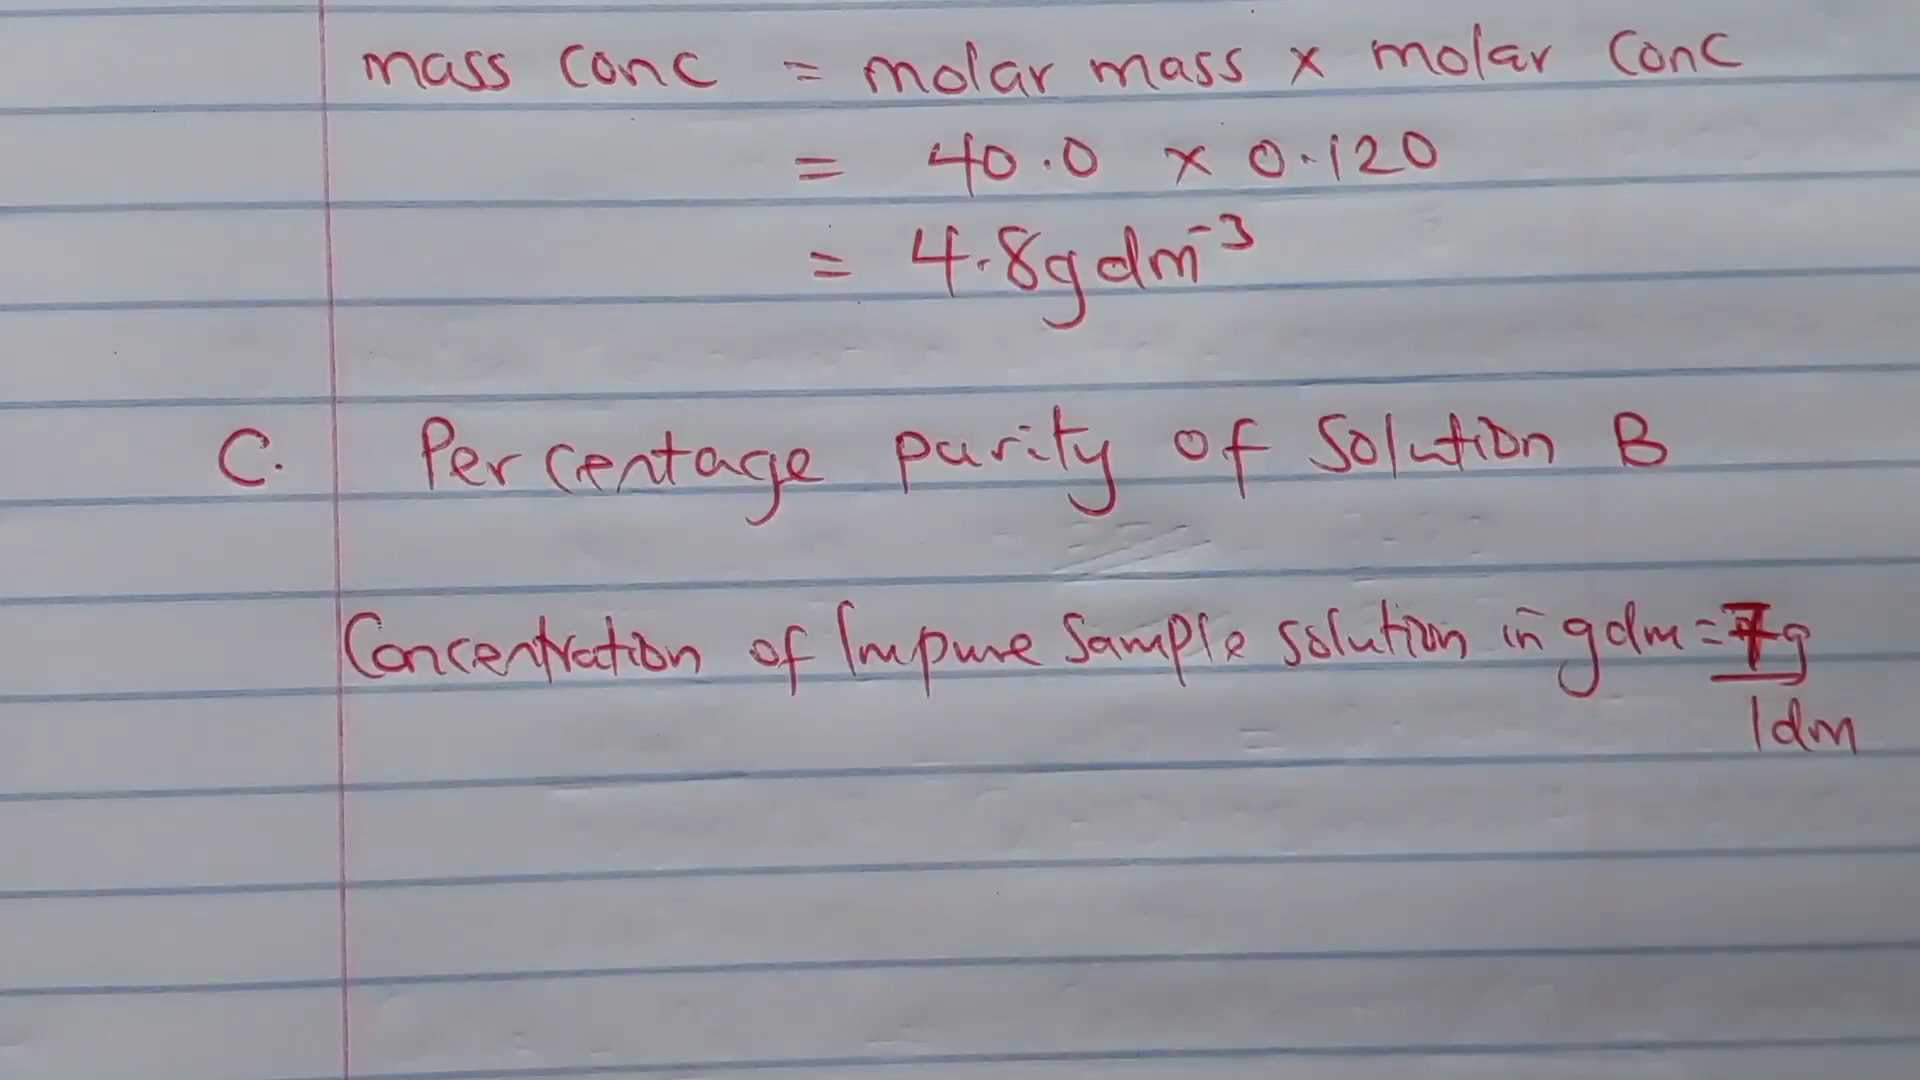 mass conc = molar mass x molar conc
= 40.0 x 0.120
= 4.8gdm⁻³
C. Percentage purity of Solution B
Concentration of Impure Sample solution in gdm = 7g
1dm